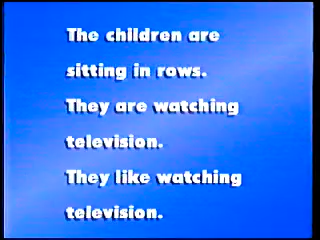 The children are
sitting in rows.
They are watching
television.
They like watching
television.